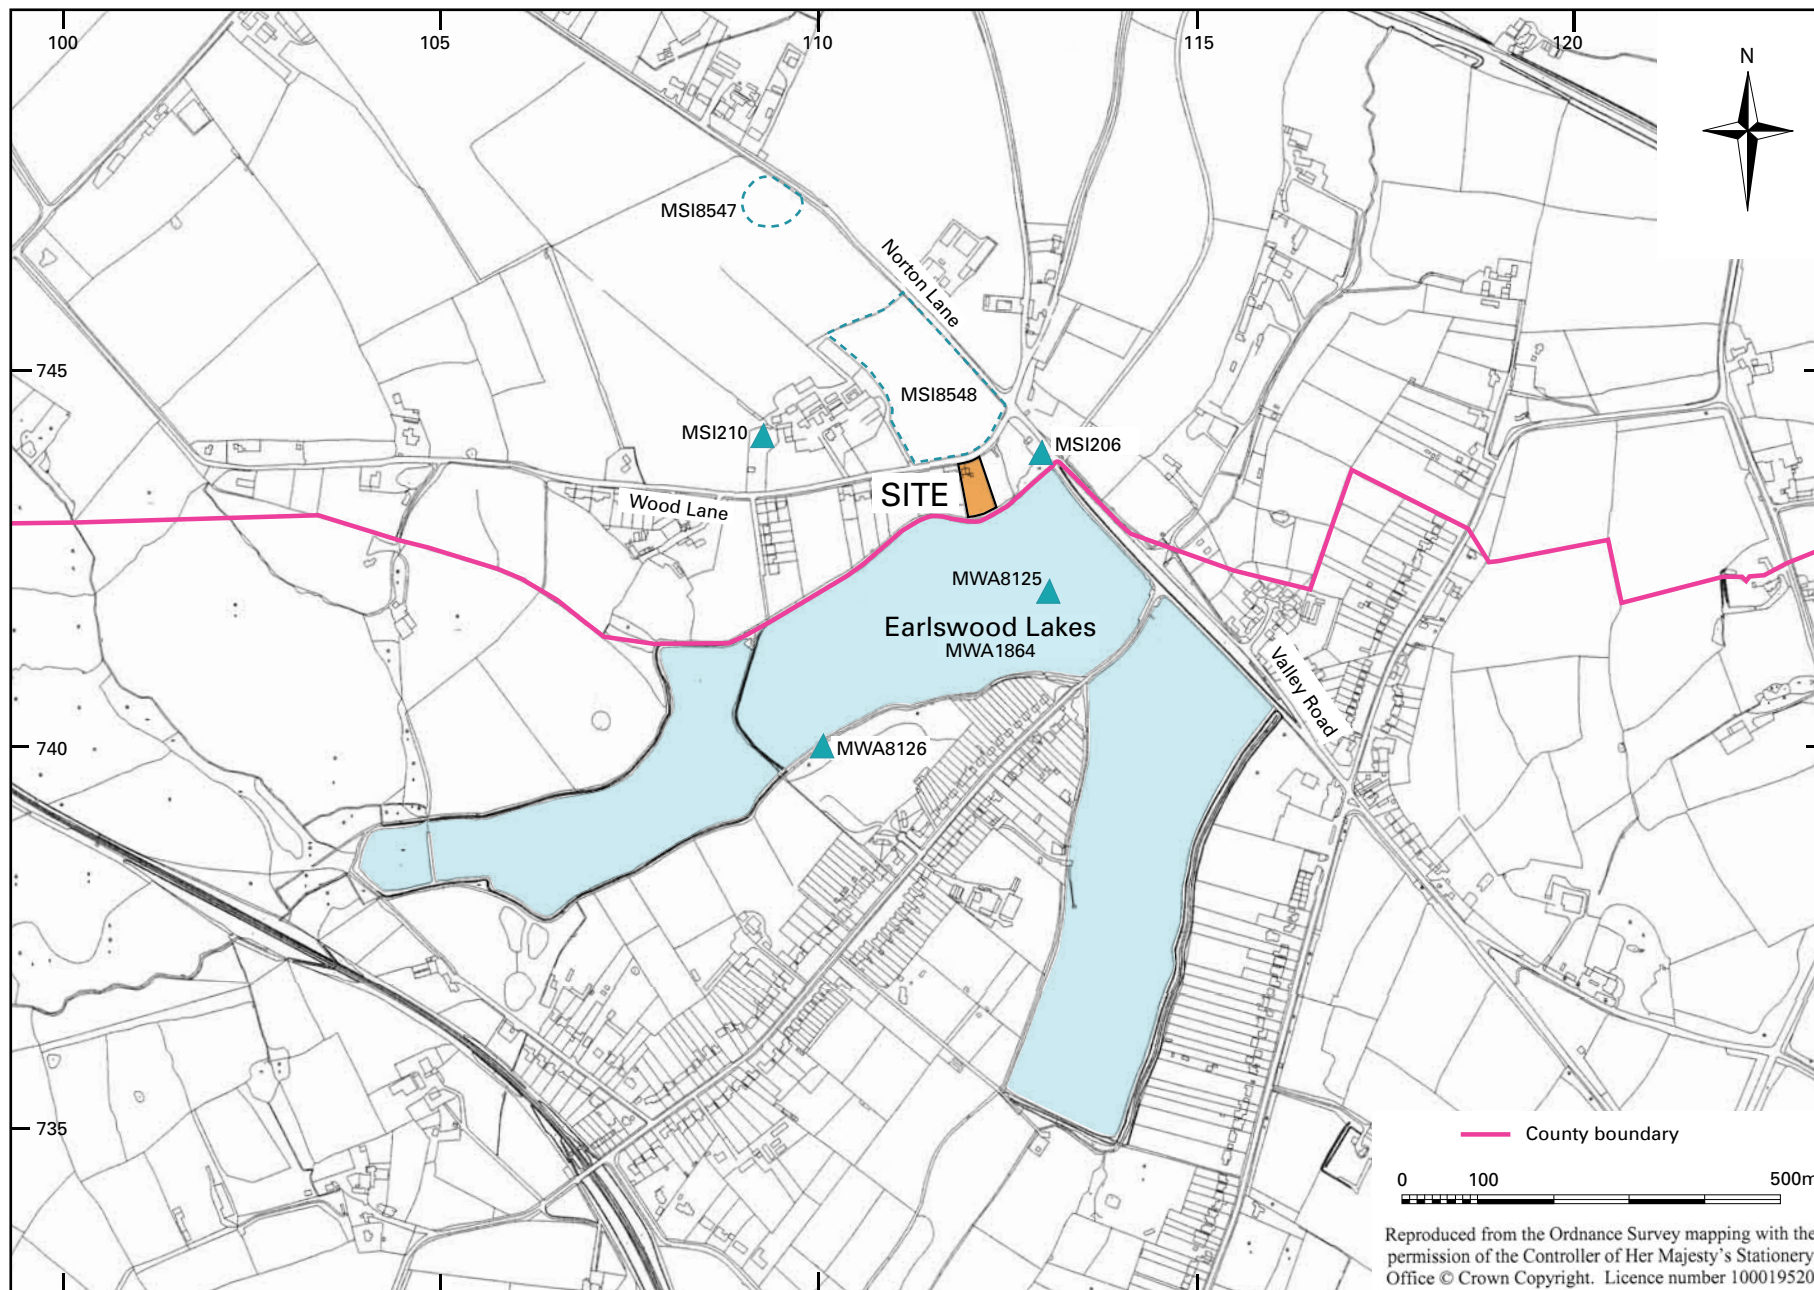 100
105
110
115
120
N
MSI8547
Norton Lane
745
MSI8548
MSI210
MSI206
SITE
Wood Lane
MWA8125
Earlswood Lakes
MWA1864
Valley Road
740
MWA8126
735
County boundary
0 100 500m
Reproduced from the Ordnance Survey mapping with the
permission of the Controller of Her Majesty's Stationery
Office © Crown Copyright. Licence number 100019520